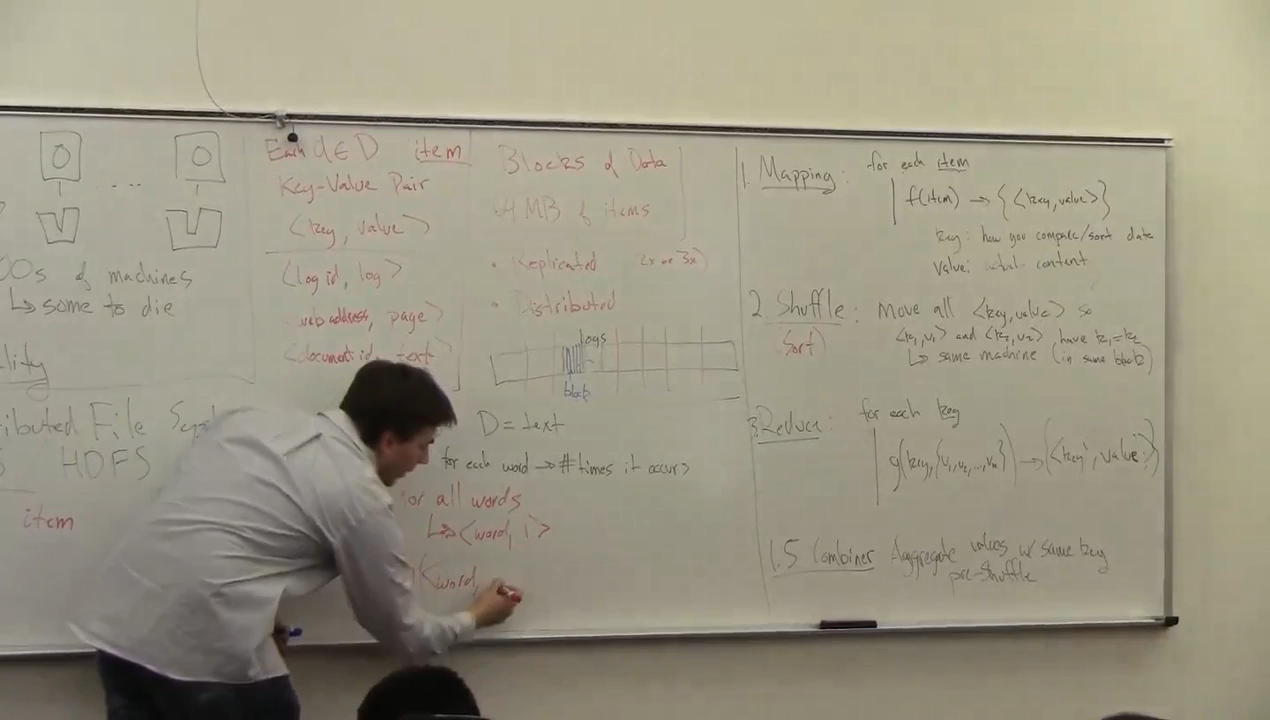 00s of machines
↳ some to die
lity
ributed File Sys
HDFS
item
Each d∈D item
Key-Value Pair
<key, value>
(log id, log>
web address, page>
<document id, text>
Blocks of Data
64 MB of items
• Replicated (2x or 3x)
• Distributed
logs
block
D = text
for each word → # times it occurs
for all words
↳ <word, 1>
<word,
1. Mapping: for each item
f(item) → {<key, value>}
key: how you compare/sort data
value: actual content
2. Shuffle: Move all <key, value> so
(Sort)
<k₁, v₁> and <k₂, v₂> have k₁=k₂
↳ same machine (in same block)
3. Reduce: for each key
g(key, {v₁, v₂, ..., vₙ}) → {<key', value'>}
1.5 Combiner Aggregate values w/ same key
pre-shuffle